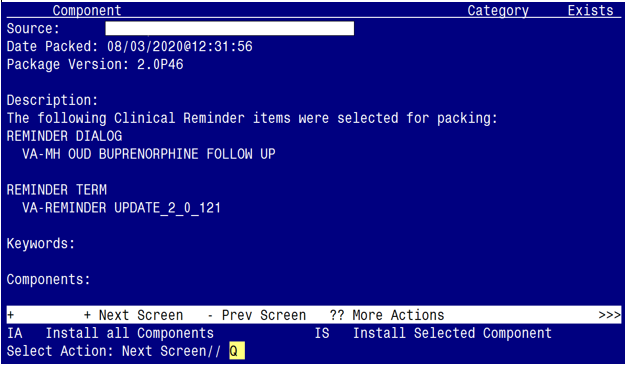 Component Category Exists
Source:
Date Packed: 08/03/2020@12:31:56
Package Version: 2.0P46
Description:
The following Clinical Reminder items were selected for packing:
REMINDER DIALOG
VA-MH OUD BUPRENORPHINE FOLLOW UP
REMINDER TERM
VA-REMINDER UPDATE_2_0_121
Keywords:
Components:
+ + Next Screen - Prev Screen ?? More Actions >>>
IA Install all Components IS Install Selected Component
Select Action: Next Screen// Q